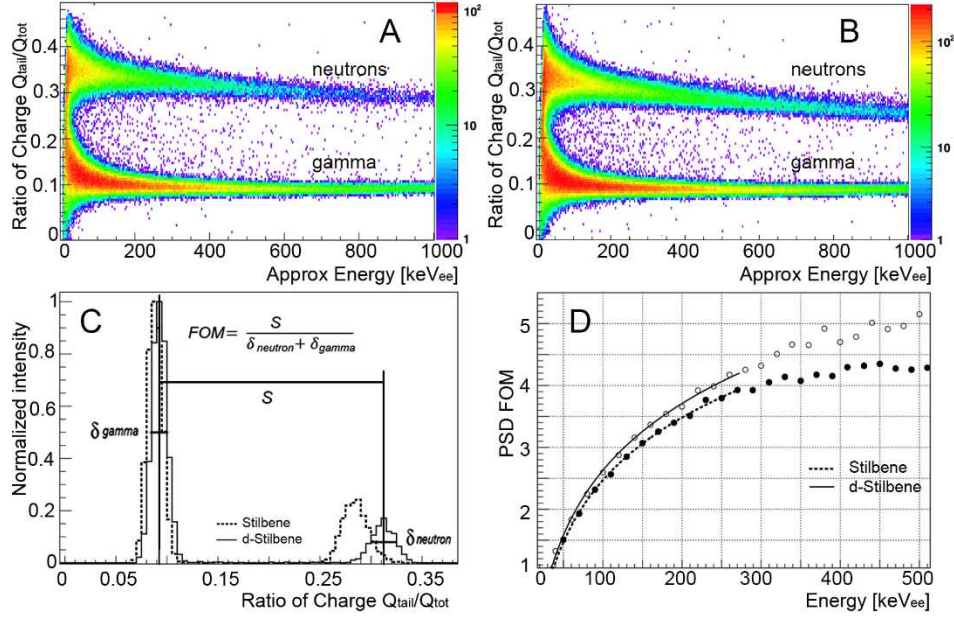 A
B
neutrons
gamma
Ratio of Charge Qtail/Qtot
0.4
0.3
0.2
0.1
0
0
200
400
600
800
1000
Approx Energy [keVee]
10²
10
1
neutrons
gamma
Ratio of Charge Qtail/Qtot
0.4
0.3
0.2
0.1
0
0
200
400
600
800
1000
Approx Energy [keVee]
10²
10
1
C
Normalized intensity
1
0.8
0.6
0.4
0.2
0
FOM = S / δneutron + δgamma
S
δgamma
δneutron
Stilbene
d-Stilbene
0
0.05
0.15
0.25
0.35
Ratio of Charge Qtail/Qtot
D
PSD FOM
5
4
3
2
1
Stilbene
d-Stilbene
0
100
200
300
400
500
Energy [keVee]